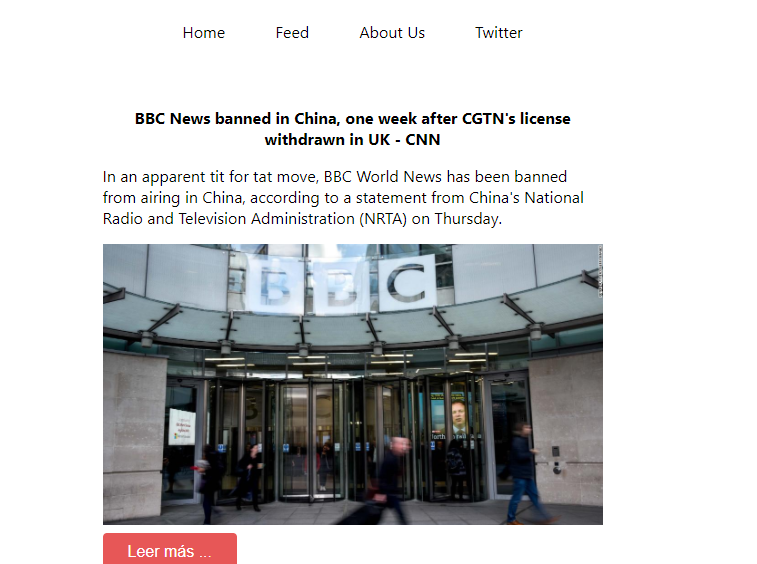 Home Feed About Us Twitter
BBC News banned in China, one week after CGTN's license
withdrawn in UK - CNN
In an apparent tit for tat move, BBC World News has been banned
from airing in China, according to a statement from China's National
Radio and Television Administration (NRTA) on Thursday.
BBC
Leer más ...